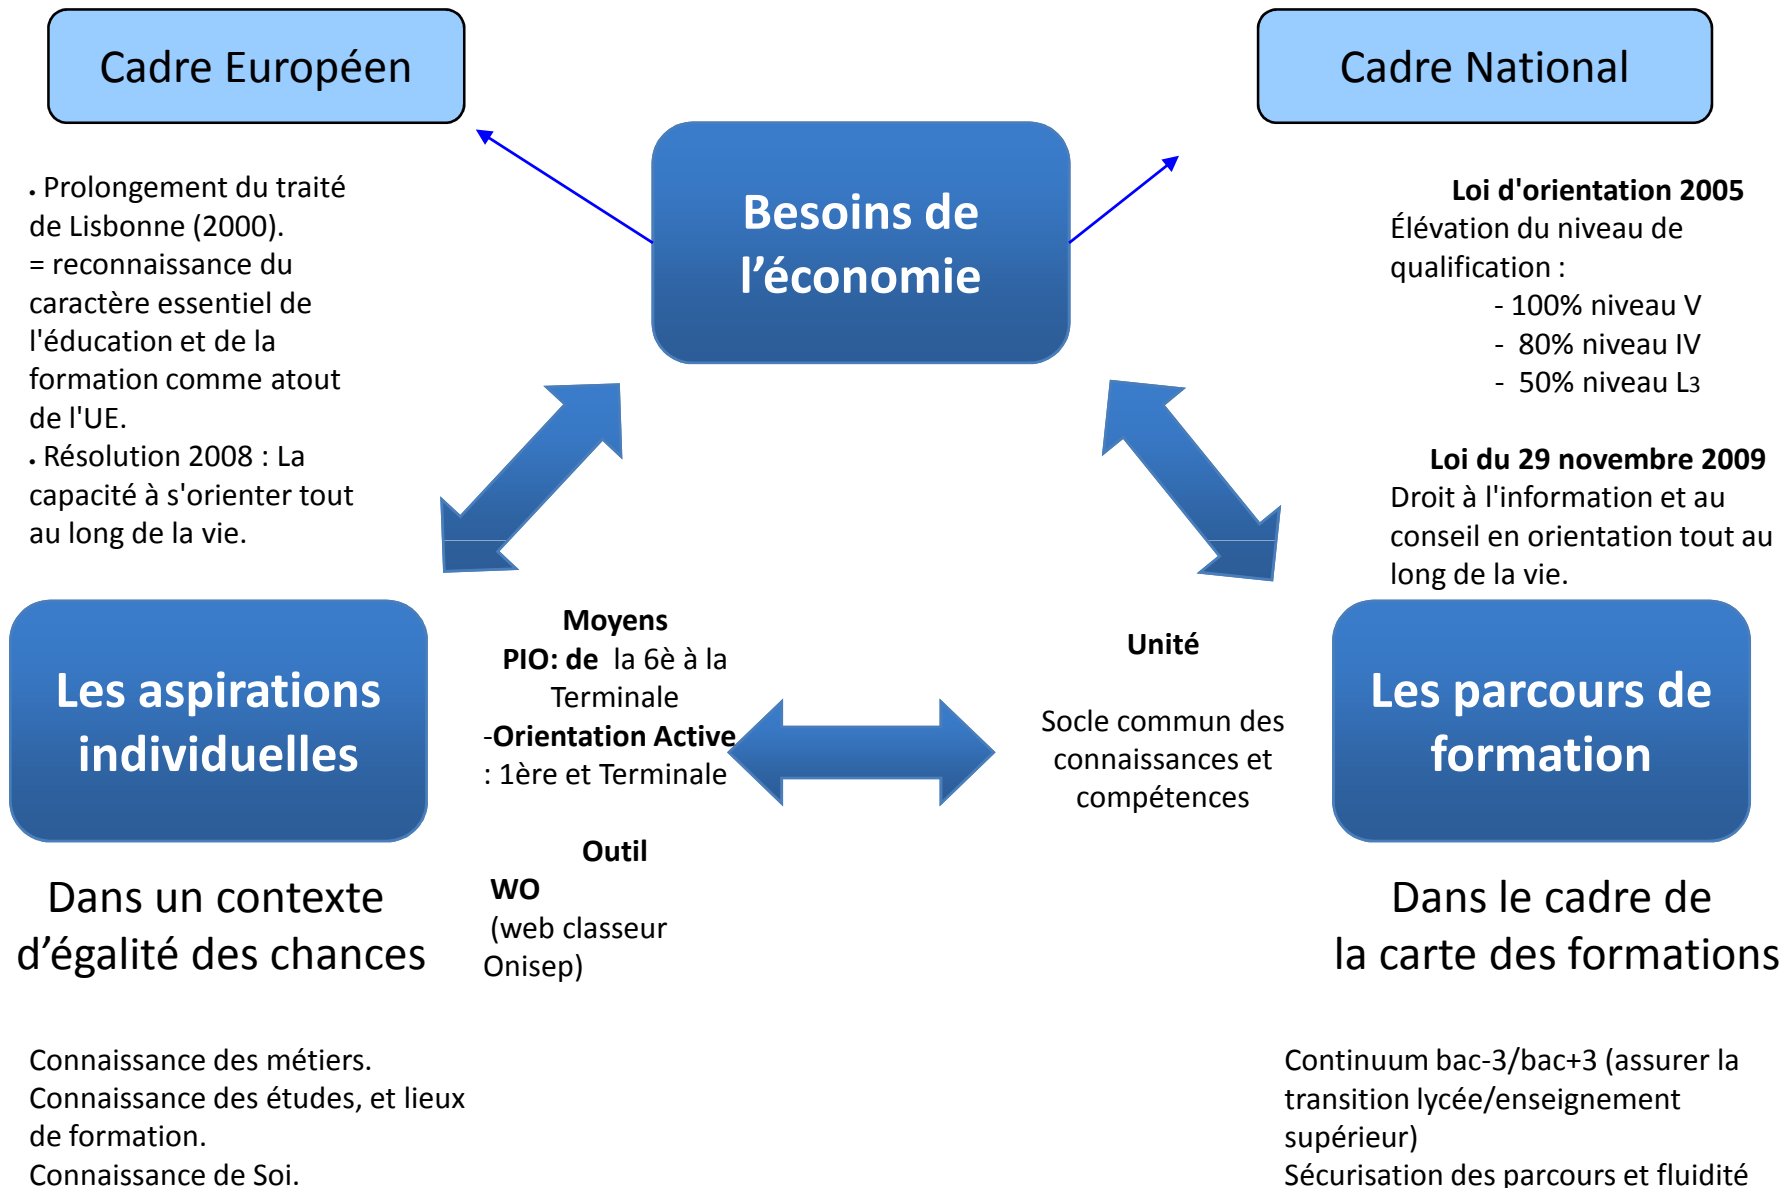 Cadre Européen
Cadre National
Besoins de
l’économie
• Prolongement du traité
de Lisbonne (2000).
= reconnaissance du
caractère essentiel de
l'éducation et de la
formation comme atout
de l'UE.
• Résolution 2008 : La
capacité à s'orienter tout
au long de la vie.
Loi d'orientation 2005
Élévation du niveau de
qualification :
- 100% niveau V
- 80% niveau IV
- 50% niveau L3
Loi du 29 novembre 2009
Droit à l'information et au
conseil en orientation tout au
long de la vie.
Les aspirations
individuelles
Moyens
PIO: de la 6è à la
Terminale
-Orientation Active
: 1ère et Terminale
Outil
WO
(web classeur
Onisep)
Unité
Socle commun des
connaissances et
compétences
Les parcours de
formation
Dans un contexte
d’égalité des chances
Dans le cadre de
la carte des formations
Connaissance des métiers.
Connaissance des études, et lieux
de formation.
Connaissance de Soi.
Continuum bac-3/bac+3 (assurer la
transition lycée/enseignement
supérieur)
Sécurisation des parcours et fluidité